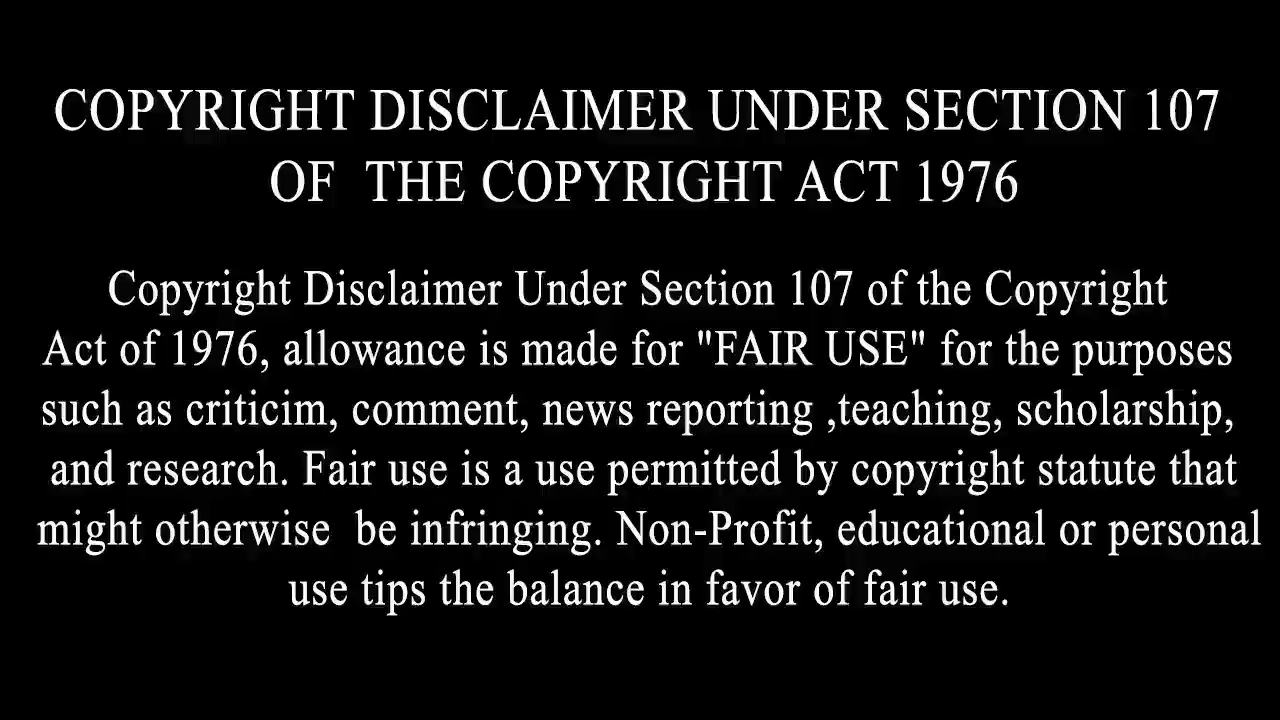 COPYRIGHT DISCLAIMER UNDER SECTION 107
OF THE COPYRIGHT ACT 1976
Copyright Disclaimer Under Section 107 of the Copyright
Act of 1976, allowance is made for "FAIR USE" for the purposes
such as criticim, comment, news reporting ,teaching, scholarship,
and research. Fair use is a use permitted by copyright statute that
might otherwise be infringing. Non-Profit, educational or personal
use tips the balance in favor of fair use.